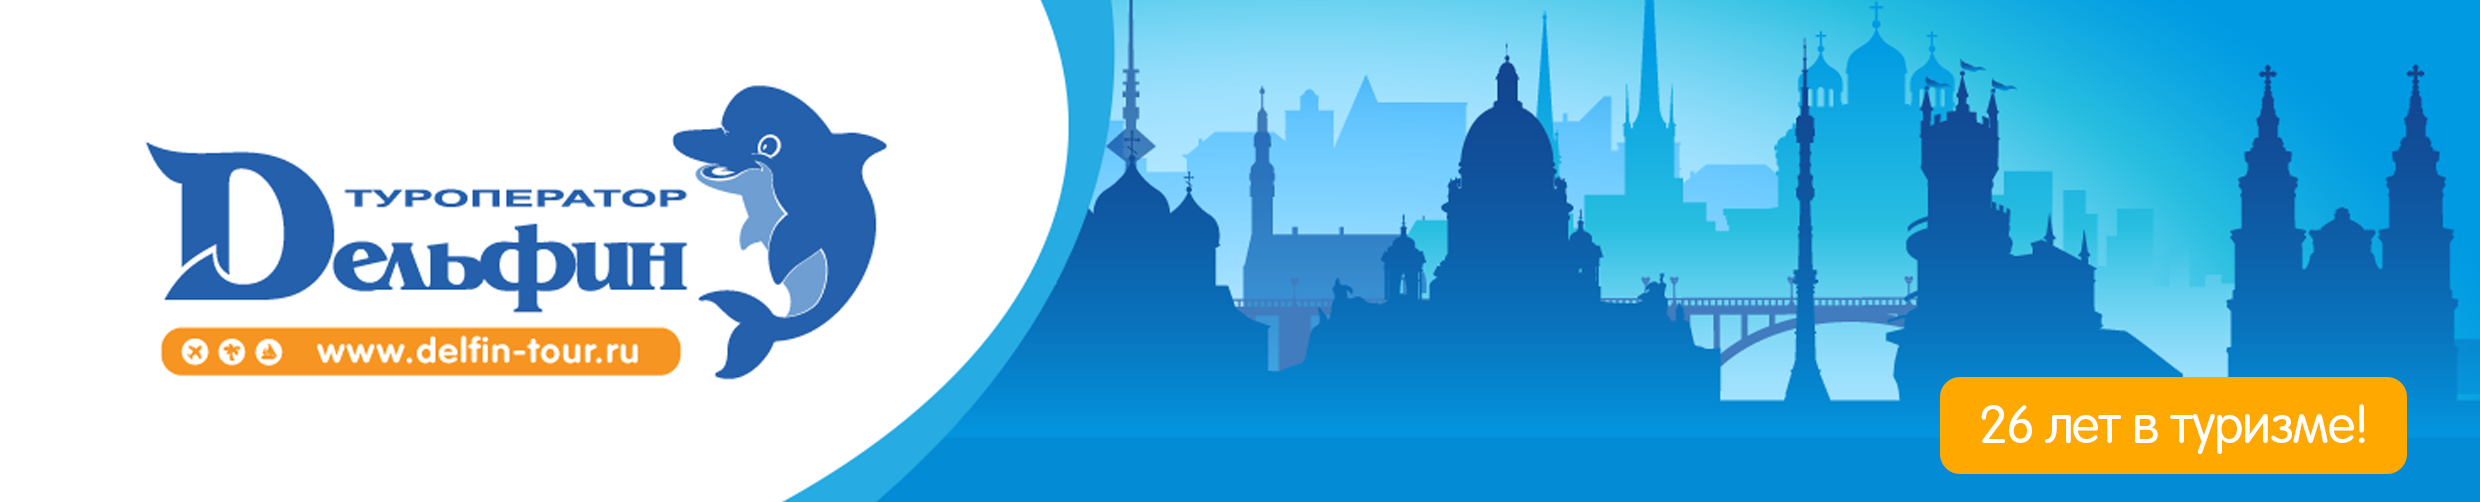 ТУРОПЕРАТОР
Дельфин
www.delfin-tour.ru
26 лет в туризме!